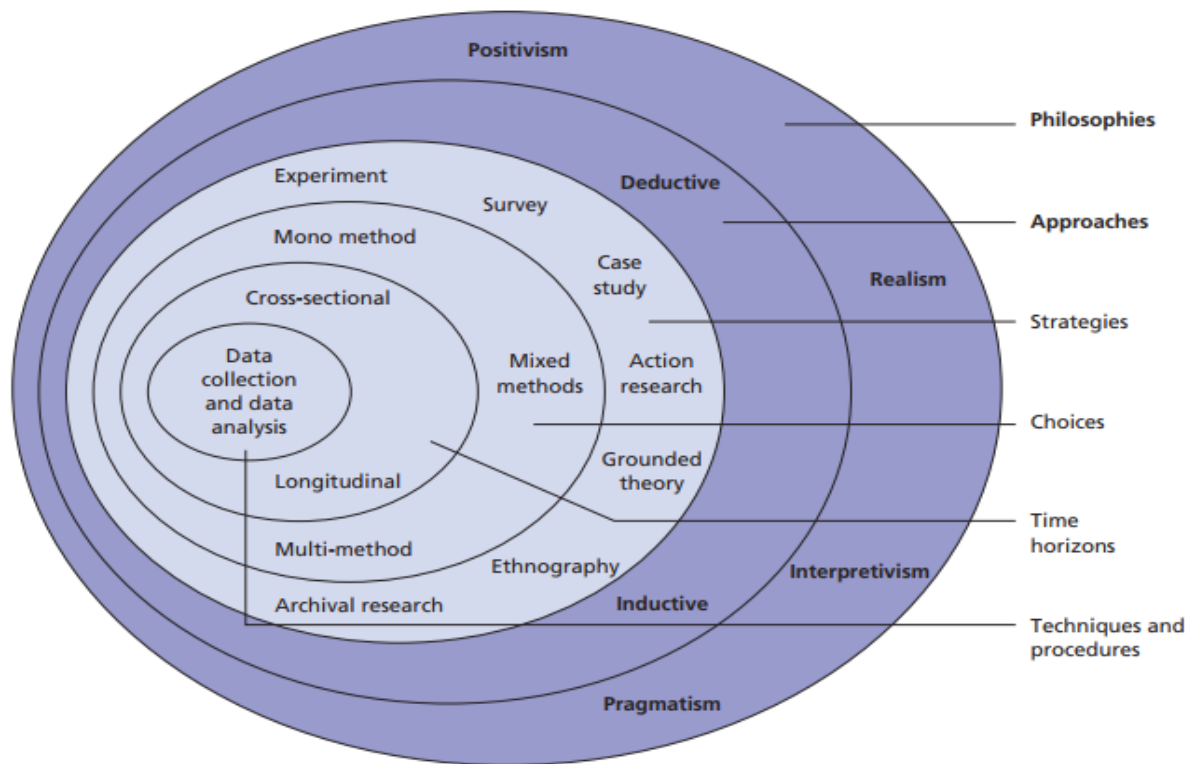 Positivism
Philosophies
Experiment
Deductive
Survey
Approaches
Mono method
Case
study
Realism
Cross-sectional
Strategies
Data
collection
and data
analysis
Mixed
methods
Action
research
Choices
Grounded
theory
Longitudinal
Time
horizons
Multi-method
Ethnography
Interpretivism
Archival research
Inductive
Techniques and
procedures
Pragmatism